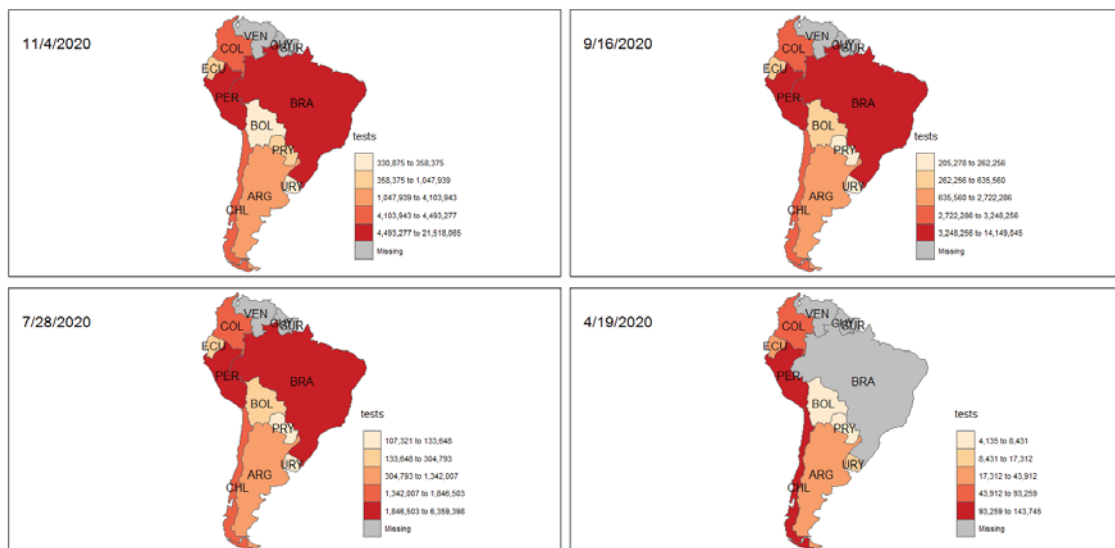 11/4/2020
VEN
GUY
SUR
COL
ECU
PER
BRA
BOL
PRY
URY
ARG
CHL
tests
330,875 to 358,375
358,375 to 1,047,939
1,047,939 to 4,103,943
4,103,943 to 4,493,277
4,493,277 to 21,518,065
Missing
9/16/2020
VEN
GUY
SUR
COL
ECU
PER
BRA
BOL
PRY
URY
ARG
CHL
tests
205,278 to 262,256
262,256 to 635,560
635,560 to 2,722,286
2,722,286 to 3,248,256
3,248,256 to 14,149,045
Missing
7/28/2020
VEN
GUY
SUR
COL
ECU
PER
BRA
BOL
PRY
URY
ARG
CHL
tests
107,321 to 133,648
133,648 to 304,793
304,793 to 1,342,007
1,342,007 to 1,846,503
1,846,503 to 6,359,398
Missing
4/19/2020
VEN
GUY
SUR
COL
ECU
PER
BRA
BOL
PRY
URY
ARG
CHL
tests
4,135 to 8,431
8,431 to 17,312
17,312 to 43,912
43,912 to 93,259
93,259 to 143,745
Missing